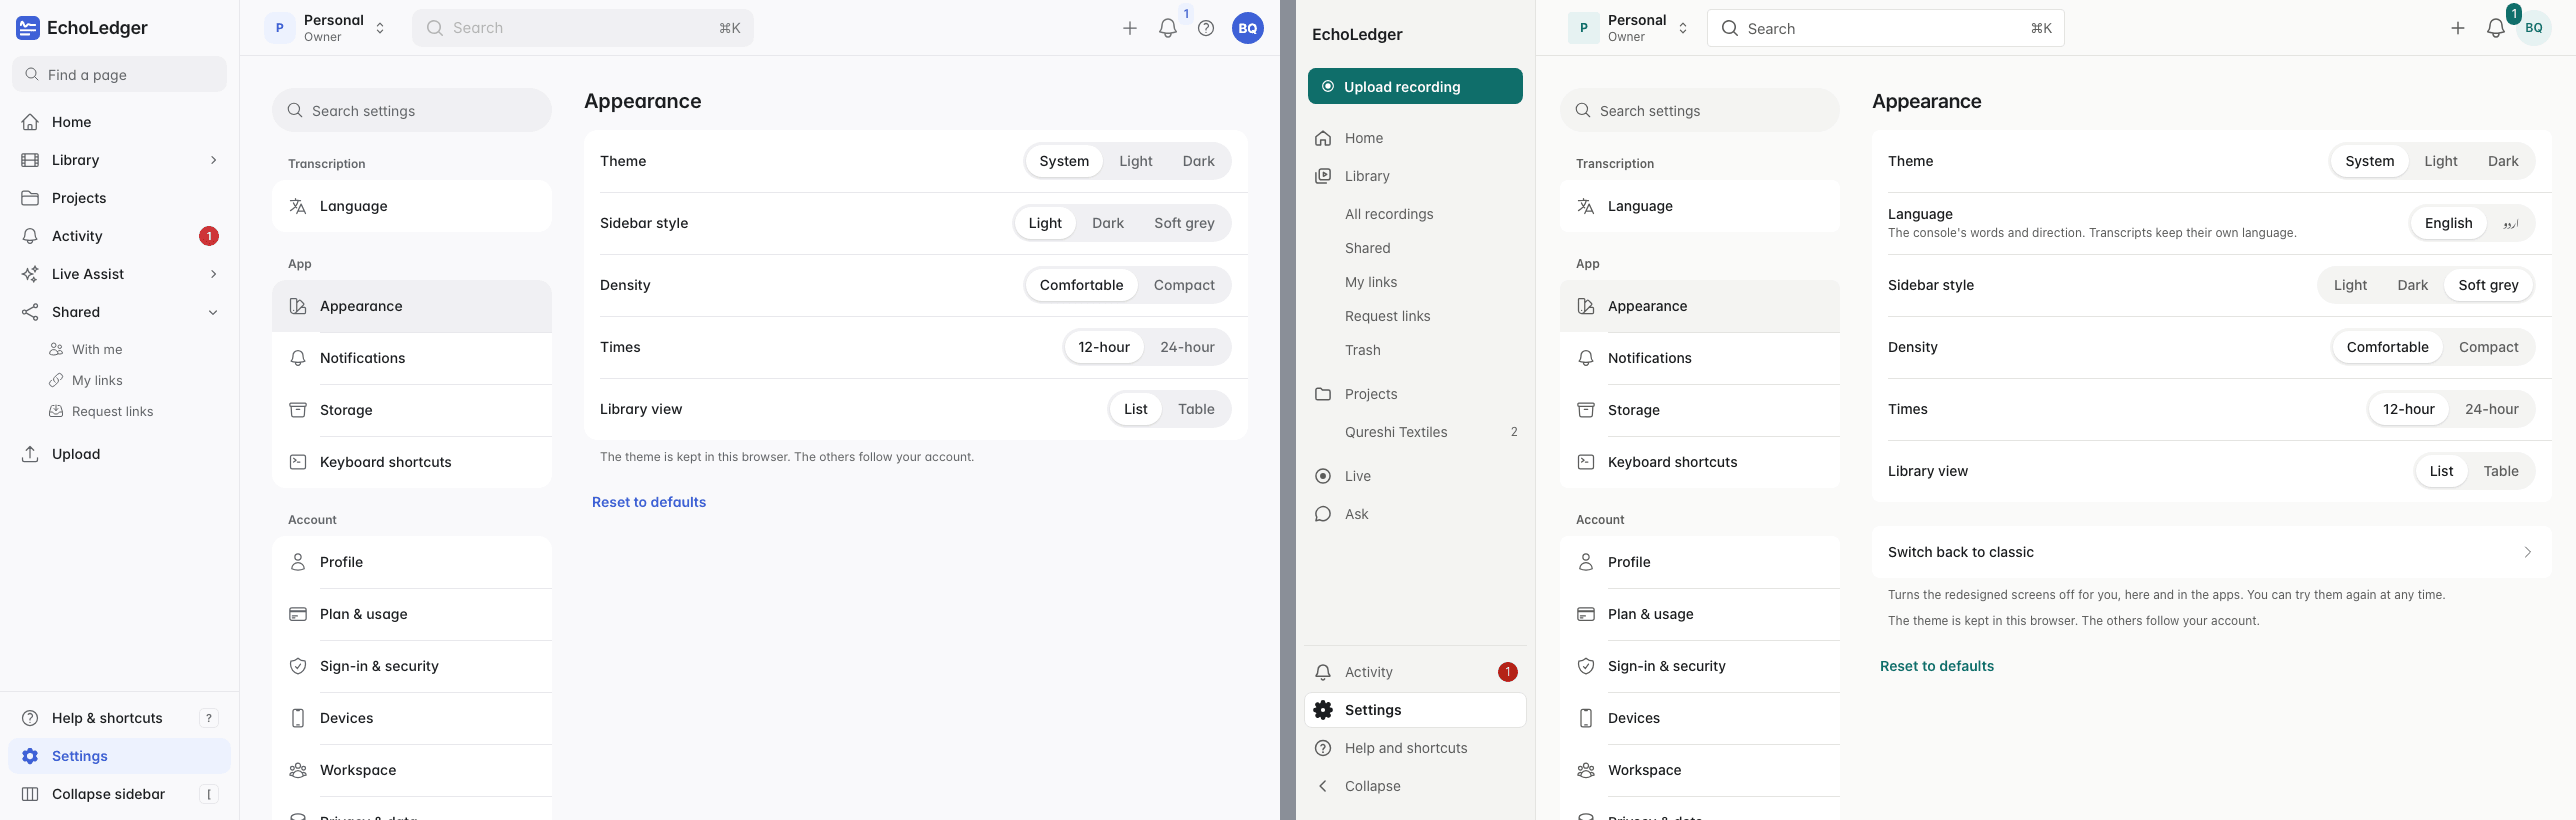 EchoLedger
Find a page
Home
Library
Projects
Activity 1
Live Assist
Shared
With me
My links
Request links
Upload
Help & shortcuts ?
Settings
Collapse sidebar [
P Personal
Owner
Search ⌘K
1
BQ
Search settings
Transcription
Language
App
Appearance
Notifications
Storage
Keyboard shortcuts
Account
Profile
Plan & usage
Sign-in & security
Devices
Workspace
Privacy & data
Appearance
Theme System Light Dark
Sidebar style Light Dark Soft grey
Density Comfortable Compact
Times 12-hour 24-hour
Library view List Table
The theme is kept in this browser. The others follow your account.
Reset to defaults
EchoLedger
Upload recording
Home
Library
All recordings
Shared
My links
Request links
Trash
Projects
Qureshi Textiles 2
Live
Ask
Activity 1
Settings
Help and shortcuts
Collapse
P Personal
Owner
Search ⌘K
1
BQ
Search settings
Transcription
Language
App
Appearance
Notifications
Storage
Keyboard shortcuts
Account
Profile
Plan & usage
Sign-in & security
Devices
Workspace
Privacy & data
Appearance
Theme System Light Dark
Language English اردو
The console's words and direction. Transcripts keep their own language.
Sidebar style Light Dark Soft grey
Density Comfortable Compact
Times 12-hour 24-hour
Library view List Table
Switch back to classic
Turns the redesigned screens off for you, here and in the apps. You can try them again at any time.
The theme is kept in this browser. The others follow your account.
Reset to defaults